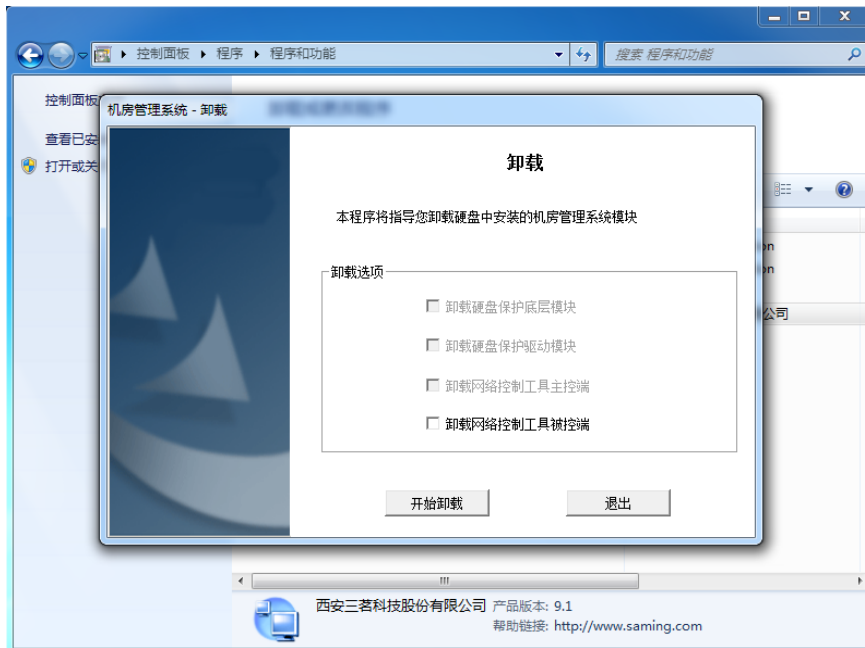 控制面板 程序 程序和功能
搜索 程序和功能
控制面板
机房管理系统 - 卸载
查看已安
打开或关
卸载
本程序将指导您卸载硬盘中安装的机房管理系统模块
卸载选项
卸载硬盘保护底层模块
卸载硬盘保护驱动模块
卸载网络控制工具主控端
卸载网络控制工具被控端
on
on
公司
开始卸载
退出
西安三茗科技股份有限公司 产品版本: 9.1
帮助链接: http://www.saming.com